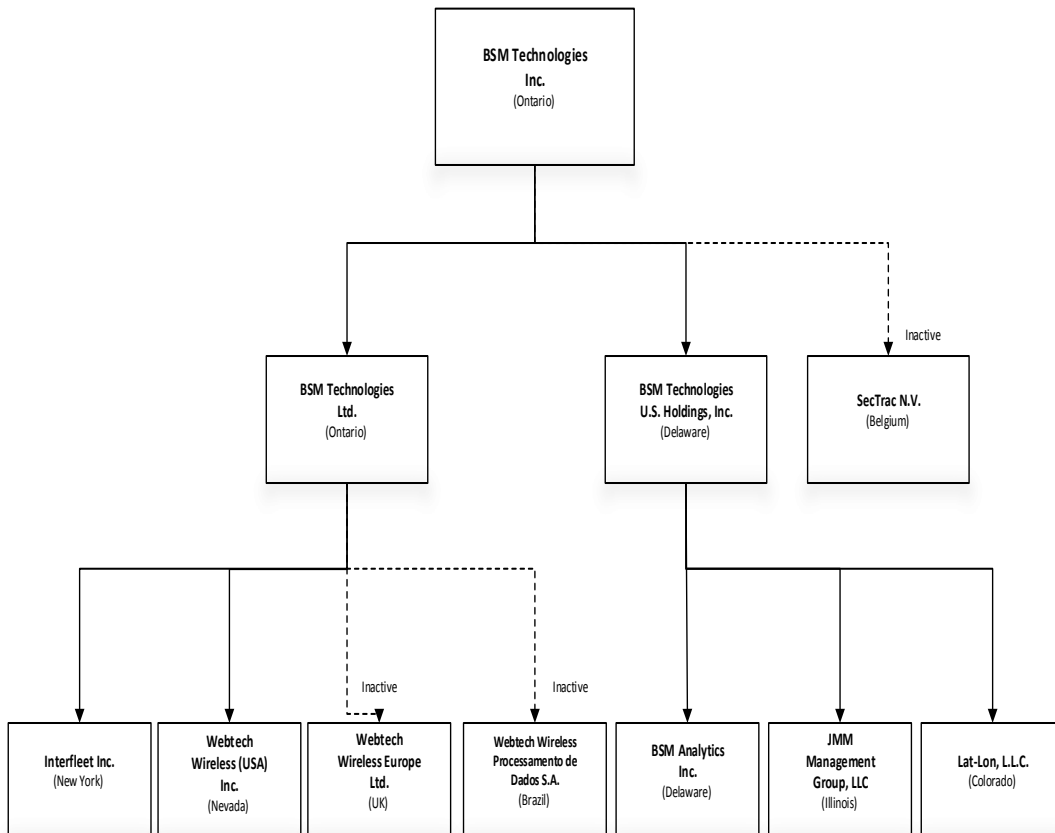 BSM Technologies
Inc.
(Ontario)
Inactive
BSM Technologies
Ltd.
(Ontario)
BSM Technologies
U.S. Holdings, Inc.
(Delaware)
SecTrac N.V.
(Belgium)
Inactive
Inactive
Interfleet Inc.
(New York)
Webtech
Wireless (USA)
Inc.
(Nevada)
Webtech
Wireless Europe
Ltd.
(UK)
Webtech Wireless
Processamento de
Dados S.A.
(Brazil)
BSM Analytics
Inc.
(Delaware)
JMM
Management
Group, LLC
(Illinois)
Lat-Lon, L.L.C.
(Colorado)